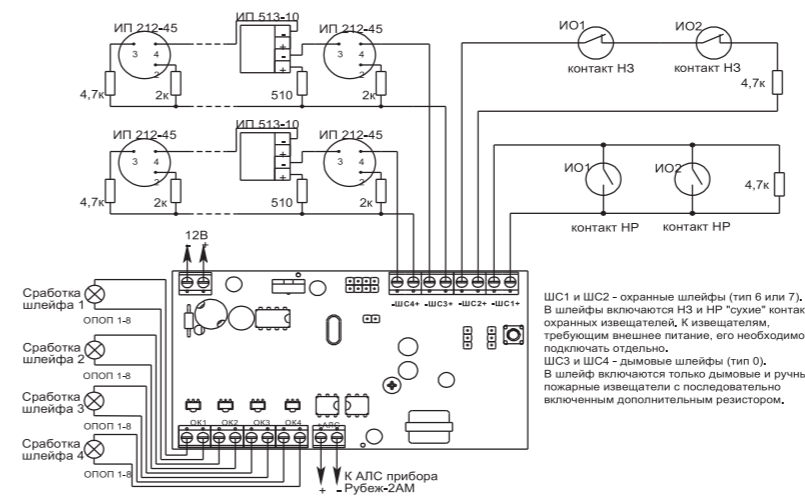 ИП 212-45
ИП 513-10
ИП 212-45
ИО1
ИО2
3
4
2
-
+
-
+
3
4
2
контакт НЗ
контакт НЗ
4,7к
2к
510
2к
4,7к
ИП 212-45
ИП 513-10
ИП 212-45
3
4
2
-
+
-
+
3
4
2
ИО1
ИО2
4,7к
2к
510
2к
4,7к
контакт НР
контакт НР
12В
- +
-ШС4+ -ШС3+ -ШС2+ -ШС1+
Сработка
шлейфа 1
ОПОП 1-8
Сработка
шлейфа 2
ОПОП 1-8
Сработка
шлейфа 3
ОПОП 1-8
Сработка
шлейфа 4
ОПОП 1-8
ОК1 ОК2 ОК3 ОК4 +АЛС -
+ -
К АЛС прибора
Рубеж-2АМ
ШС1 и ШС2 - охранные шлейфы (тип 6 или 7).
В шлейфы включаются НЗ и НР "сухие" контак
охранных извещателей. К извещателям,
требующим внешнее питание, его необходимо
подключать отдельно.
ШС3 и ШС4 - дымовые шлейфы (тип 0).
В шлейф включаются только дымовые и ручны
пожарные извещатели с последовательно
включенным дополнительным резистором.